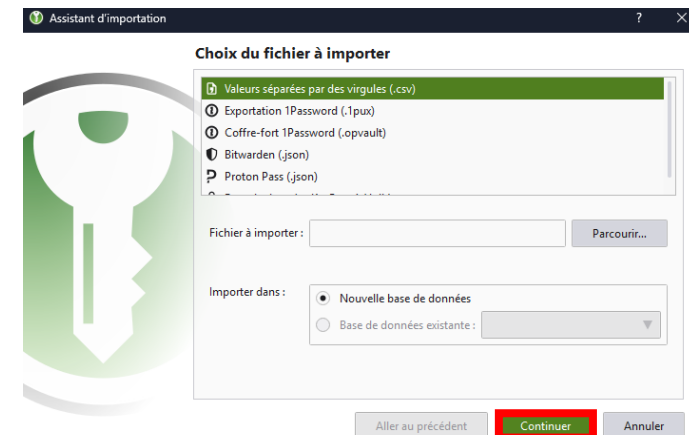 Assistant d'importation
Choix du fichier à importer
Valeurs séparées par des virgules (.csv)
Exportation 1Password (.1pux)
Coffre-fort 1Password (.opvault)
Bitwarden (.json)
Proton Pass (.json)
Fichier à importer :
Parcourir...
Importer dans :
Nouvelle base de données
Base de données existante :
Aller au précédent Continuer Annuler